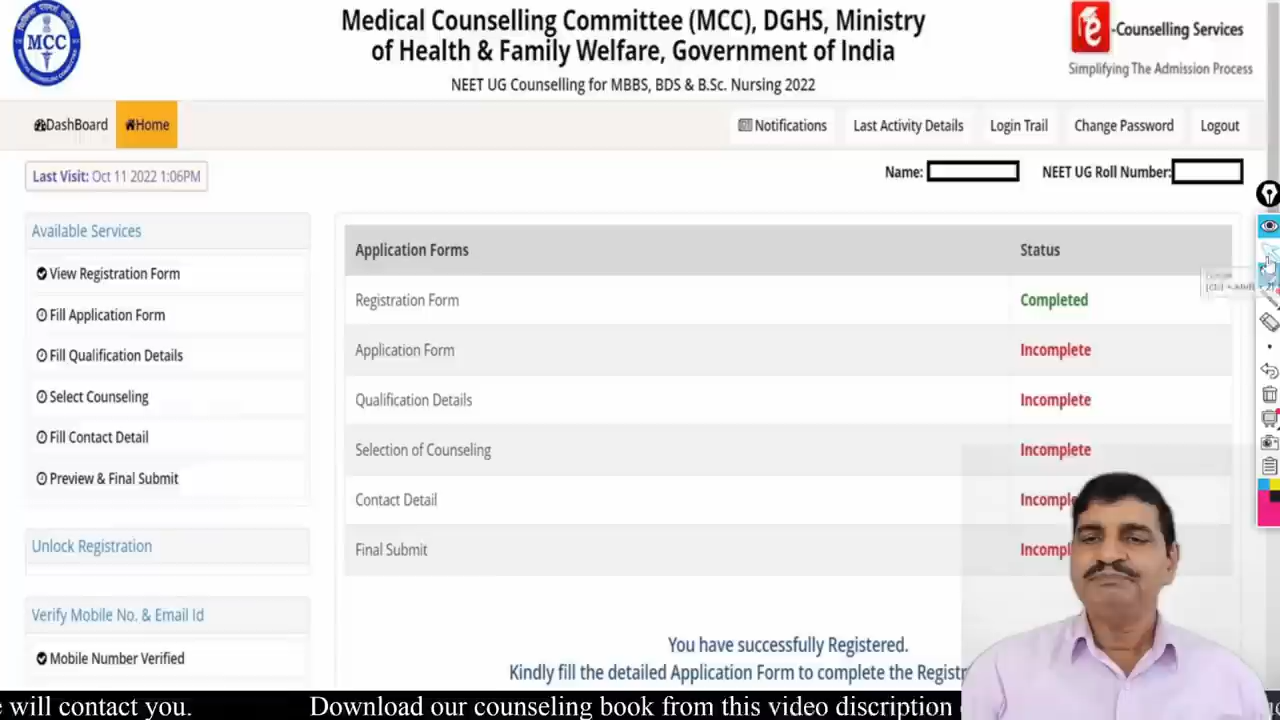 MCC
Medical Counselling Committee (MCC), DGHS, Ministry
of Health & Family Welfare, Government of India
NEET UG Counselling for MBBS, BDS & B.Sc. Nursing 2022
e-Counselling Services
Simplifying The Admission Process
DashBoard Home Notifications Last Activity Details Login Trail Change Password Logout
Last Visit: Oct 11 2022 1:06PM
Name: NEET UG Roll Number:
Available Services
View Registration Form
Fill Application Form
Fill Qualification Details
Select Counseling
Fill Contact Detail
Preview & Final Submit
Unlock Registration
Verify Mobile No. & Email Id
Mobile Number Verified
Application Forms Status
Registration Form Completed
Application Form Incomplete
Qualification Details Incomplete
Selection of Counseling Incomplete
Contact Detail Incompl
Final Submit Incompl
You have successfully Registered.
Kindly fill the detailed Application Form to complete the Registr
will contact you. Download our counseling book from this video discription